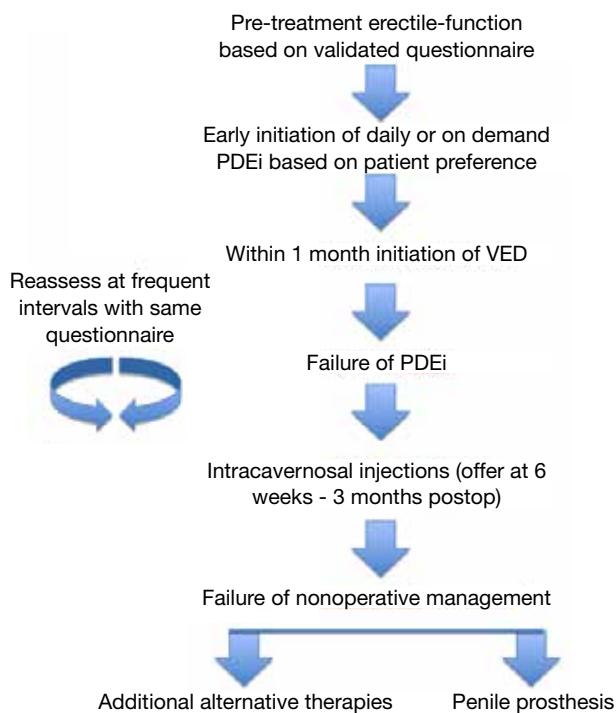 Pre-treatment erectile-function
based on validated questionnaire
Early initiation of daily or on demand
PDEi based on patient preference
Within 1 month initiation of VED
Reassess at frequent
intervals with same
questionnaire
Failure of PDEi
Intracavernosal injections (offer at 6
weeks - 3 months postop)
Failure of nonoperative management
Additional alternative therapies
Penile prosthesis